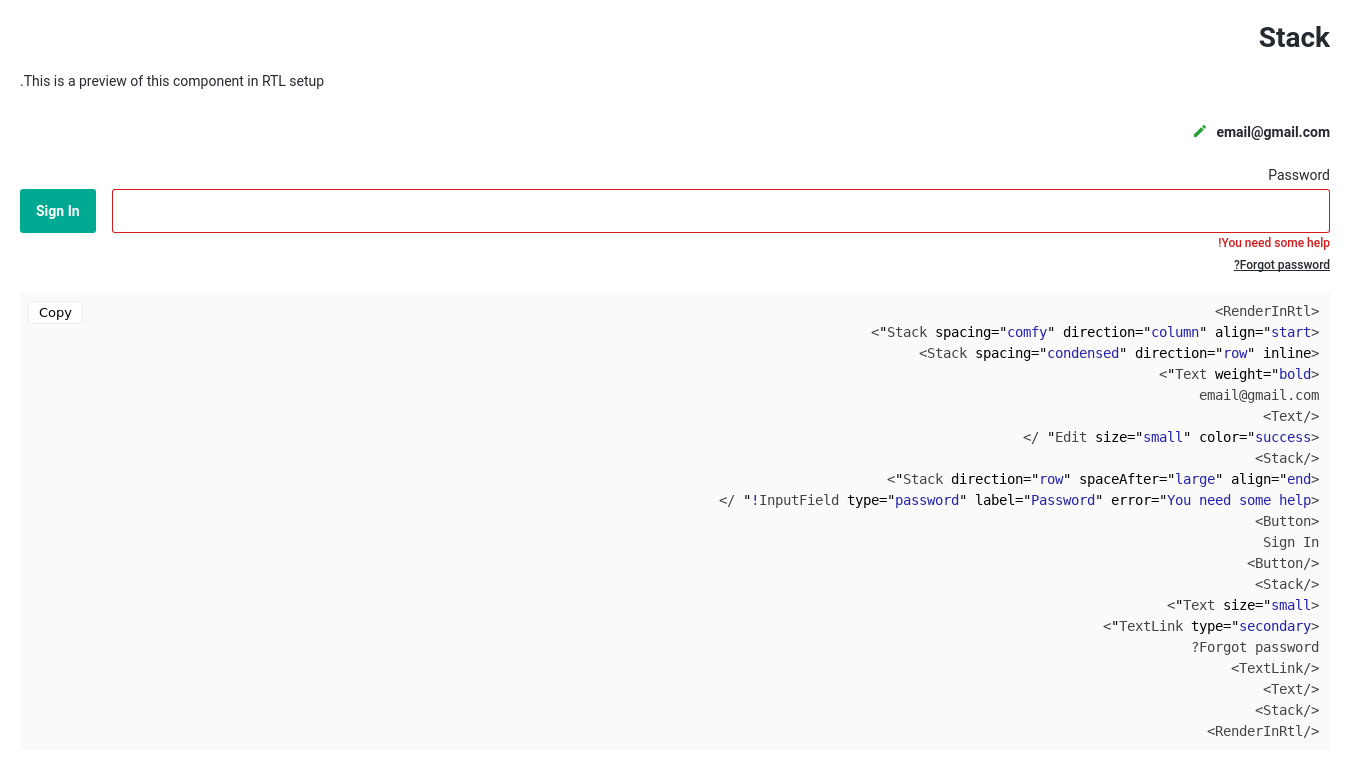 Stack
.This is a preview of this component in RTL setup
email@gmail.com
Password
Sign In
!You need some help
?Forgot password
Copy
<RenderInRtl>
<"Stack spacing="comfy" direction="column" align="start>
<Stack spacing="condensed" direction="row" inline>
<"Text weight="bold>
email@gmail.com
<Text/>
</ "Edit size="small" color="success>
<Stack/>
<"Stack direction="row" spaceAfter="large" align="end>
</ "!InputField type="password" label="Password" error="You need some help>
<Button>
Sign In
<Button/>
<Stack/>
<"Text size="small>
<"TextLink type="secondary>
?Forgot password
<TextLink/>
<Text/>
<Stack/>
<RenderInRtl/>